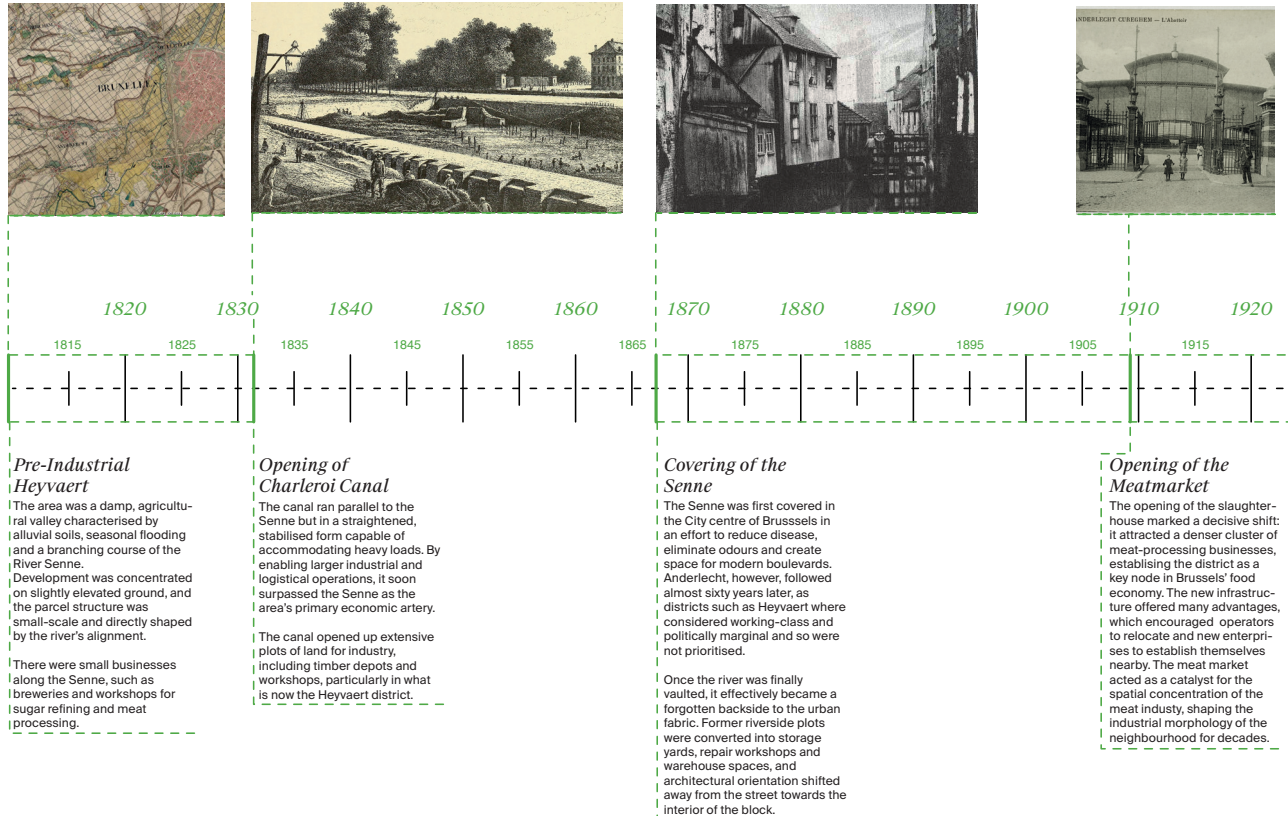 BRUXELLES
ANDERLECHT CUREGHEM — L'Abattoir
1820
1830
1840
1850
1860
1870
1880
1890
1900
1910
1920
1815
1825
1835
1845
1855
1865
1875
1885
1895
1905
1915
Pre-Industrial
Heyvaert
The area was a damp, agricultu-
ral valley characterised by
alluvial soils, seasonal flooding
and a branching course of the
River Senne.
Development was concentrated
on slightly elevated ground, and
the parcel structure was
small-scale and directly shaped
by the river's alignment.
There were small businesses
along the Senne, such as
breweries and workshops for
sugar refining and meat
processing.
Opening of
Charleroi Canal
The canal ran parallel to the
Senne but in a straightened,
stabilised form capable of
accommodating heavy loads. By
enabling larger industrial and
logistical operations, it soon
surpassed the Senne as the
area's primary economic artery.
The canal opened up extensive
plots of land for industry,
including timber depots and
workshops, particularly in what
is now the Heyvaert district.
Covering of the
Senne
The Senne was first covered in
the City centre of Brusssels in
an effort to reduce disease,
eliminate odours and create
space for modern boulevards.
Anderlecht, however, followed
almost sixty years later, as
districts such as Heyvaert where
considered working-class and
politically marginal and so were
not prioritised.
Once the river was finally
vaulted, it effectively became a
forgotten backside to the urban
fabric. Former riverside plots
were converted into storage
yards, repair workshops and
warehouse spaces, and
architectural orientation shifted
away from the street towards the
interior of the block.
Opening of the
Meatmarket
The opening of the slaughter-
house marked a decisive shift:
it attracted a denser cluster of
meat-processing businesses,
establising the district as a
key node in Brussels' food
economy. The new infrastruc-
ture offered many advantages,
which encouraged operators
to relocate and new enterpri-
ses to establish themselves
nearby. The meat market
acted as a catalyst for the
spatial concentration of the
meat industy, shaping the
industrial morphology of the
neighbourhood for decades.